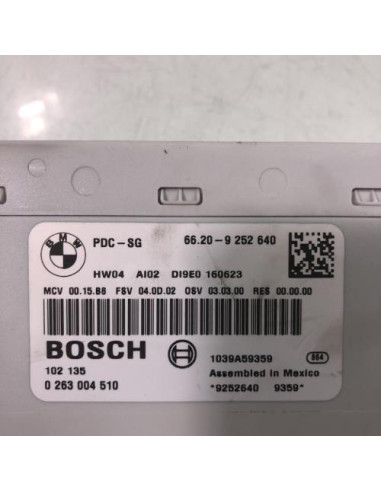 BMW
PDC-SG 66.20-9 252 640
HW04 AI02 DI9E0 160623
MCV 00.15.B8 FSV 04.0D.02 OSV 03.03.00 RES 00.00.00
BOSCH
1039A59359 864
102 135 Assembled in Mexico
0 263 004 510 *9252640 9359*